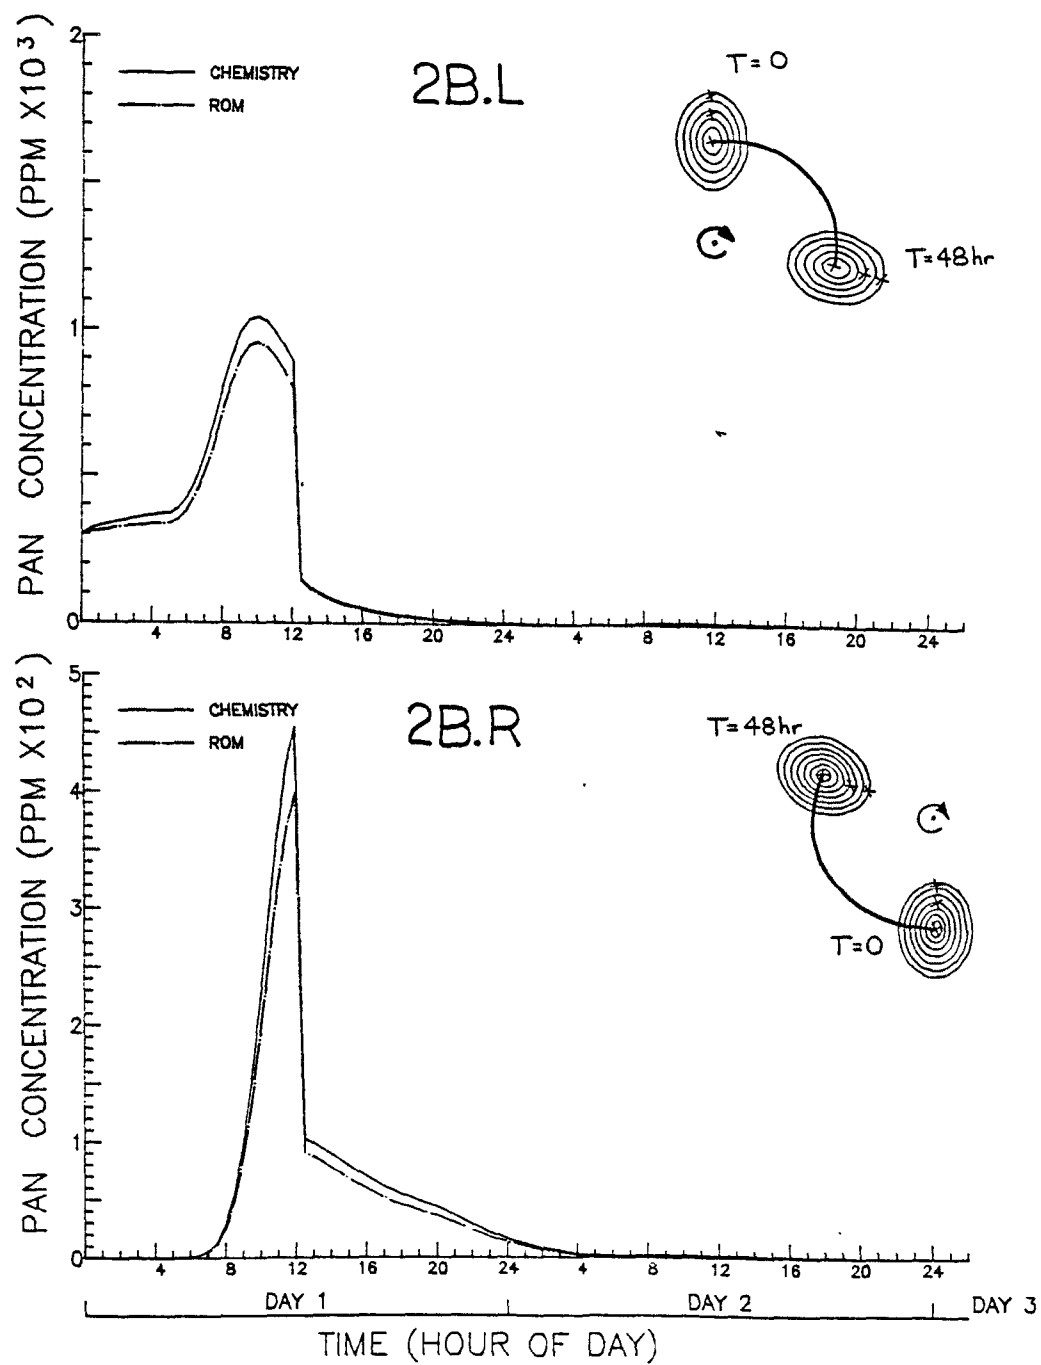 PAN CONCENTRATION (PPM X10³)
2
1
0
CHEMISTRY
ROM
2B.L
T=0
T=48hr
4 8 12 16 20 24 4 8 12 16 20 24
PAN CONCENTRATION (PPM X10²)
5
4
3
2
1
0
CHEMISTRY
ROM
2B.R
T=48hr
T=0
4 8 12 16 20 24 4 8 12 16 20 24
DAY 1 DAY 2 DAY 3
TIME (HOUR OF DAY)